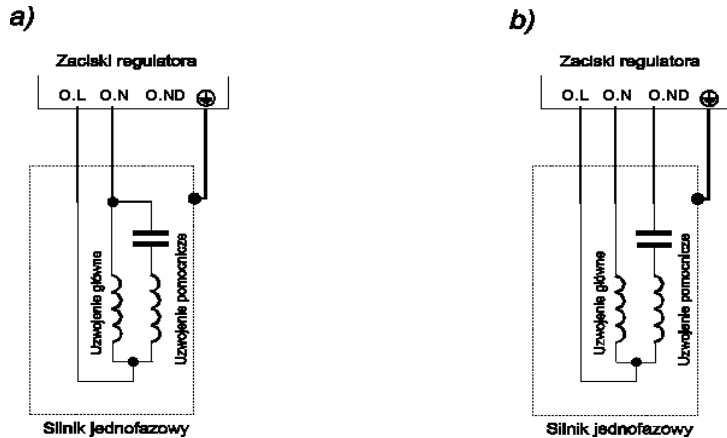 a)
Zaciski regulatora
O.L O.N O.ND
Uzwojenie główne
Uzwojenie pomocnicze
Silnik jednofazowy
b)
Zaciski regulatora
O.L O.N O.ND
Uzwojenie główne
Uzwojenie pomocnicze
Silnik jednofazowy